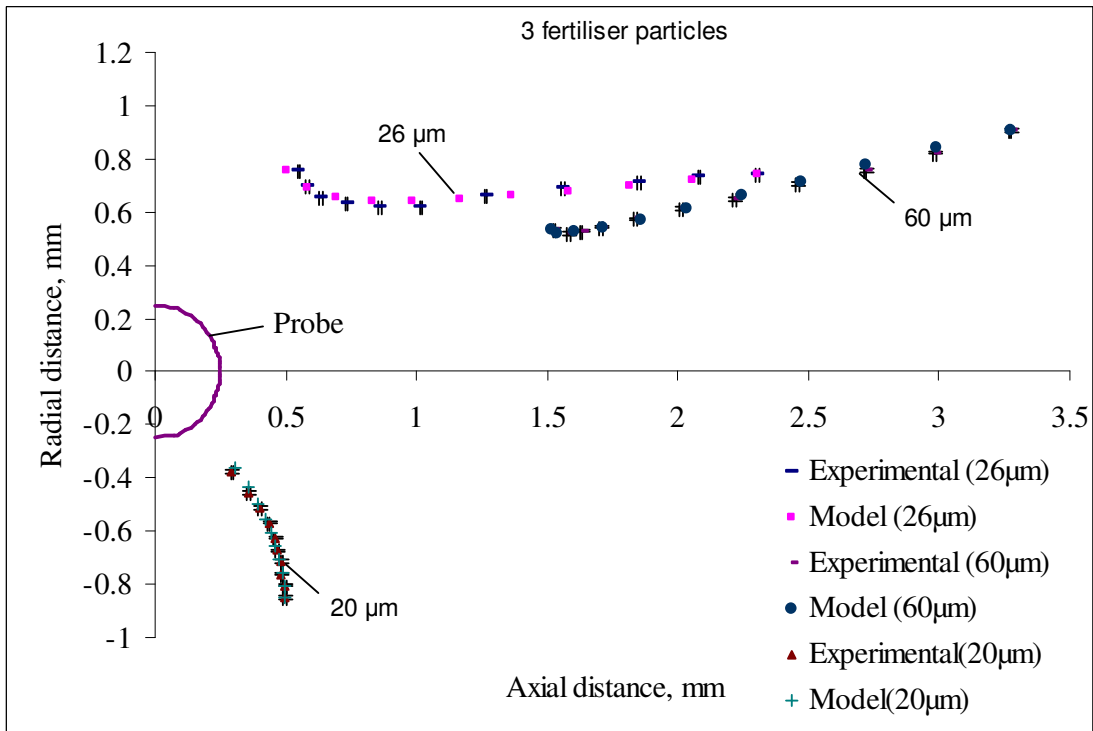 3 fertiliser particles
1.2
1
0.8
0.6
0.4
0.2
0
-0.2
-0.4
-0.6
-0.8
-1
0 0.5 1 1.5 2 2.5 3 3.5
Radial distance, mm
Axial distance, mm
26 µm
60 µm
Probe
20 µm
Experimental (26µm)
Model (26µm)
Experimental (60µm)
Model (60µm)
Experimental(20µm)
Model(20µm)